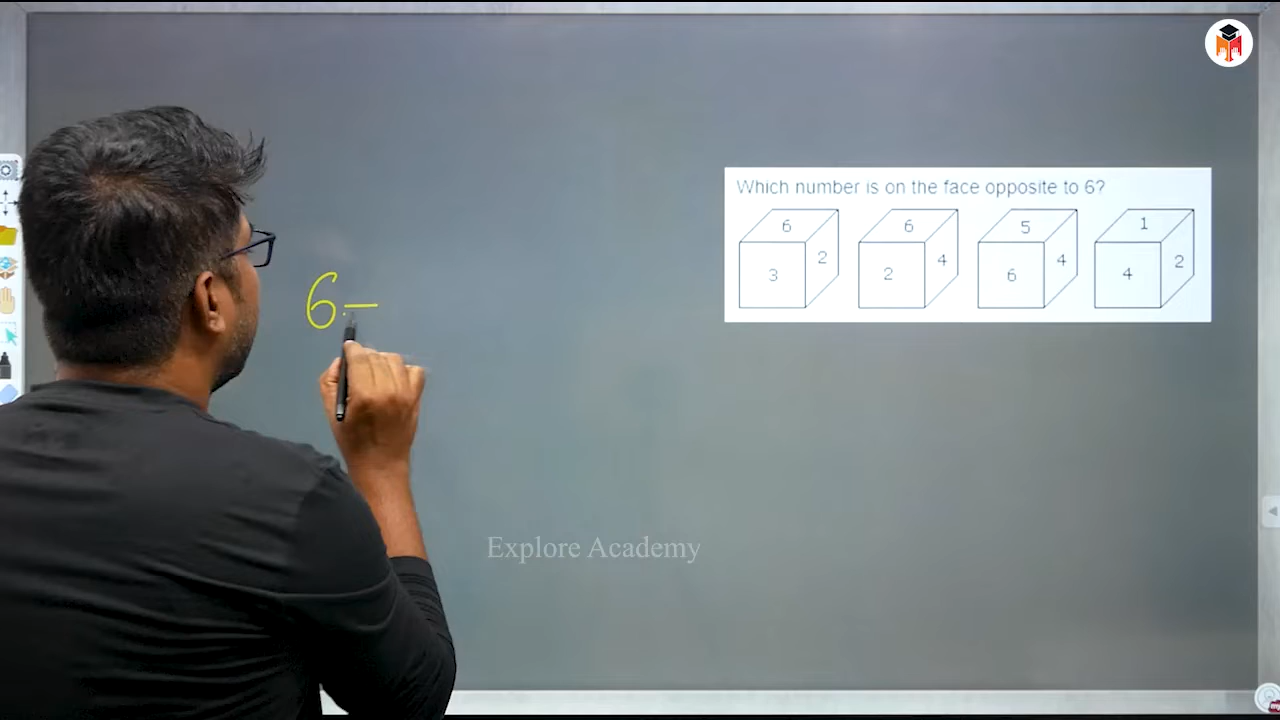 Which number is on the face opposite to 6?
6 6 5 1
2 4 4 2
3 2 6 4
6 –
Explore Academy